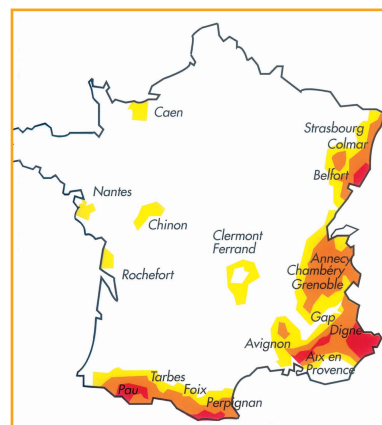 Caen
Strasbourg
Colmar
Belfort
Nantes
Chinon
Clermont
Ferrand
Rochefort
Annecy
Chambéry
Grenoble
Gap
Digne
Avignon
Aix en
Provence
Tarbes
Pau
Foix
Perpignan